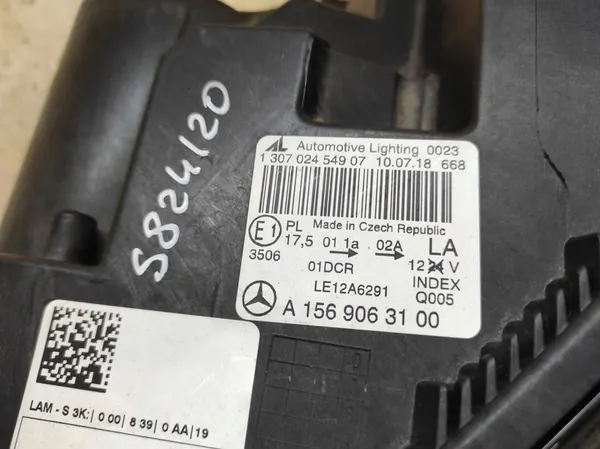 S824120
AL Automotive Lighting 0023
1 307 024 549 07 10.07.18 668
E1 PL Made in Czech Republic
17,5 01 1a 02A LA
3506
01DCR 12 24 V
LE12A6291 INDEX
Q005
A 156 906 31 00
LAM - S 3K:| 0 00| 8 39| 0 AA| 19